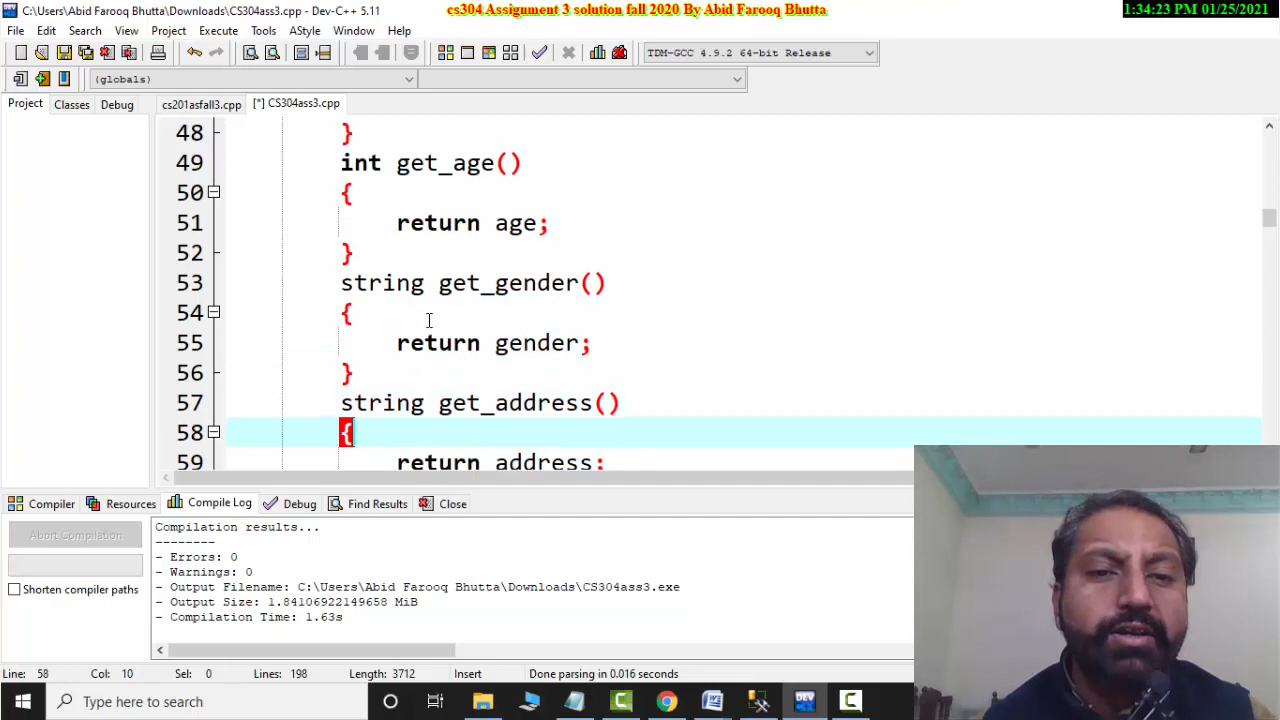 C:\Users\Abid Farooq Bhutta\Downloads\CS304ass3.cpp - Dev-C++ 5.11
cs304 Assignment 3 solution fall 2020 By Abid Farooq Bhutta
1:34:23 PM 01/25/2021
File Edit Search View Project Execute Tools AStyle Window Help
TDM-GCC 4.9.2 64-bit Release
(globals)
Project Classes Debug
cs201asfall3.cpp [*] CS304ass3.cpp
48 }
49 int get_age()
50 {
51 return age;
52 }
53 string get_gender()
54 {
55 return gender;
56 }
57 string get_address()
58 {
59 return address;
Compiler Resources Compile Log Debug Find Results Close
Abort Compilation
Shorten compiler paths
Compilation results...
--------
- Errors: 0
- Warnings: 0
- Output Filename: C:\Users\Abid Farooq Bhutta\Downloads\CS304ass3.exe
- Output Size: 1.84106922149658 MiB
- Compilation Time: 1.63s
Line: 58 Col: 10 Sel: 0 Lines: 198 Length: 3712 Insert Done parsing in 0.016 seconds
Type here to search